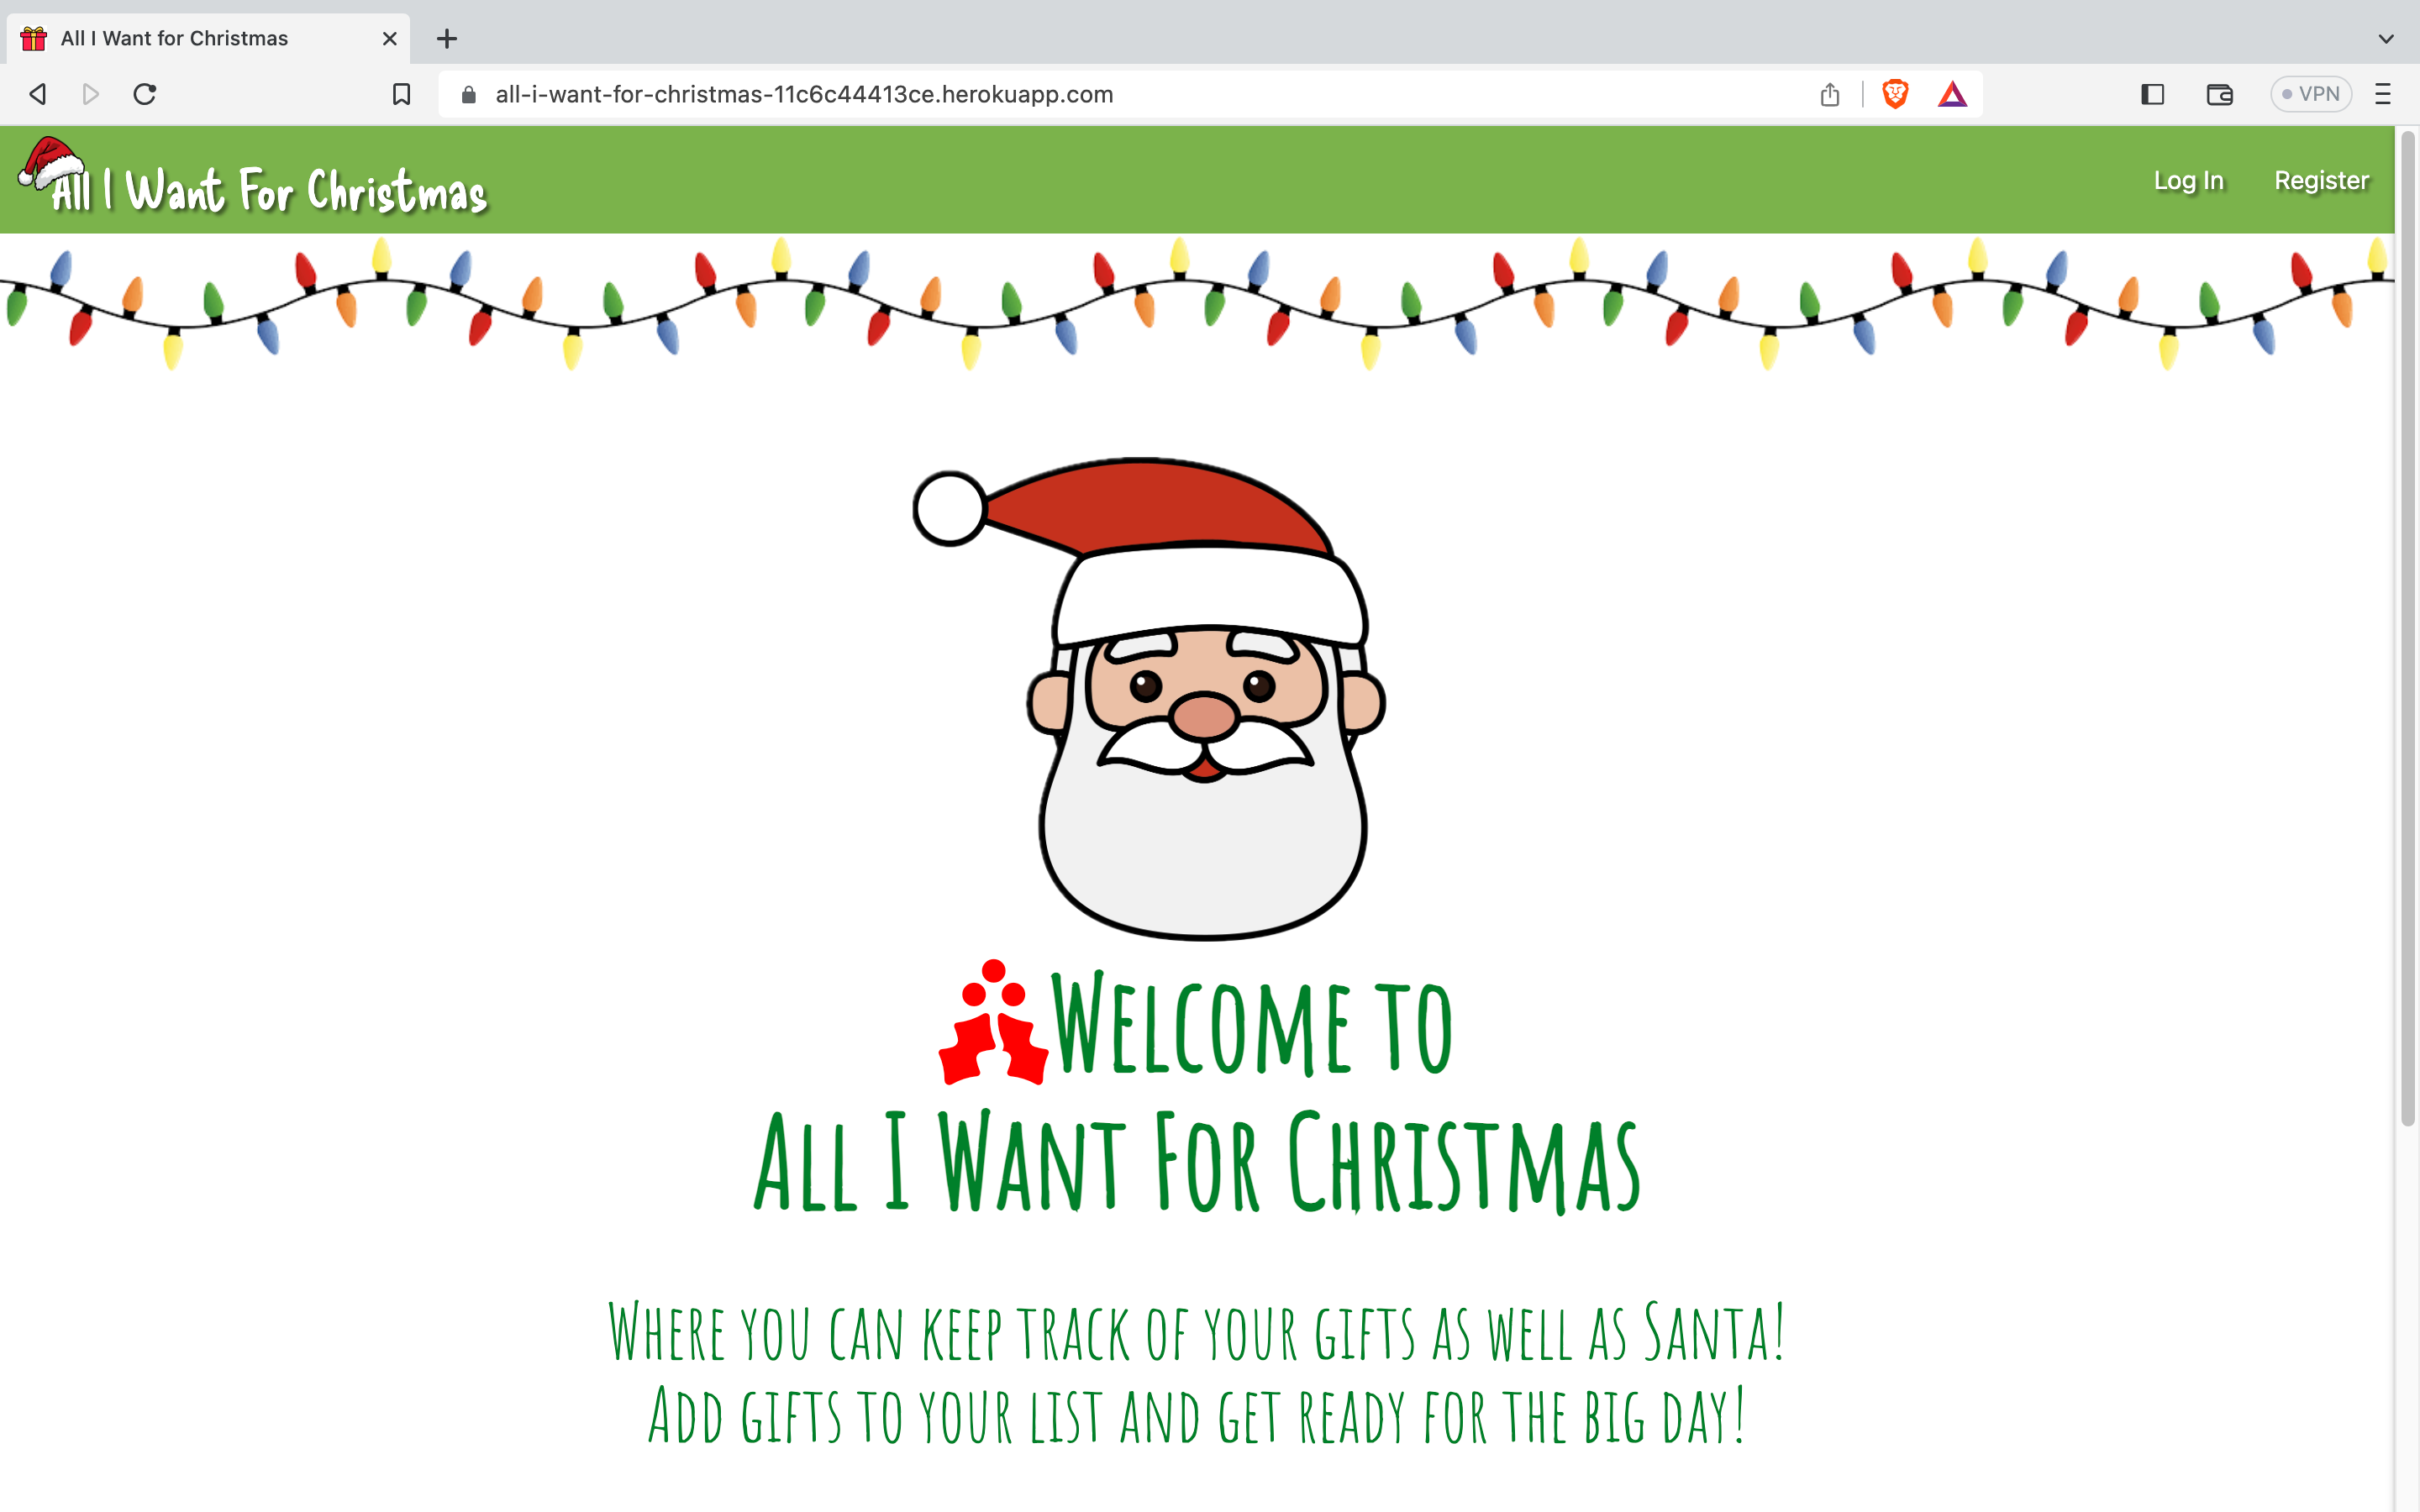 All I Want for Christmas
all-i-want-for-christmas-11c6c44413ce.herokuapp.com
VPN
All I Want For Christmas
Log In
Register
Welcome to
All I Want For Christmas
Where you can keep track of your gifts as well as Santa!
Add gifts to your list and get ready for the big day!